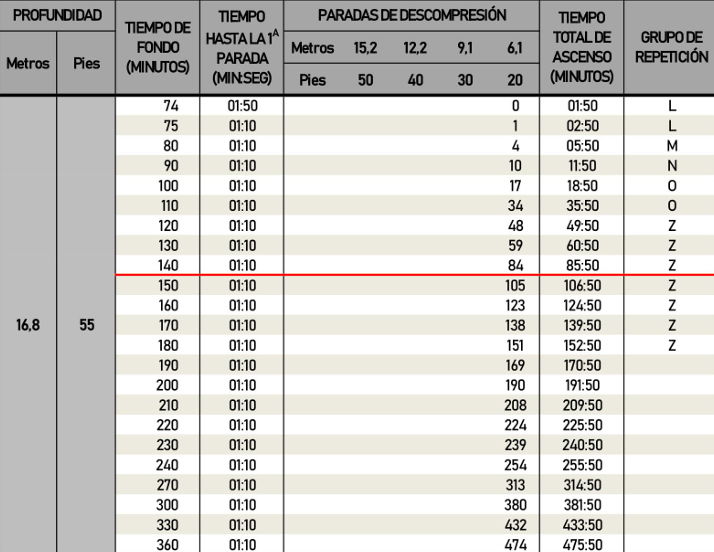 PROFUNDIDAD
Metros Pies
TIEMPO DE
FONDO
(MINUTOS)
TIEMPO
HASTA LA 1ᴬ
PARADA
(MIN:SEG)
PARADAS DE DESCOMPRESIÓN
Metros 15,2 12,2 9,1 6,1
Pies 50 40 30 20
TIEMPO
TOTAL DE
ASCENSO
(MINUTOS)
GRUPO DE
REPETICIÓN
16,8 55
74 01:50 0 01:50 L
75 01:10 1 02:50 L
80 01:10 4 05:50 M
90 01:10 10 11:50 N
100 01:10 17 18:50 O
110 01:10 34 35:50 O
120 01:10 48 49:50 Z
130 01:10 59 60:50 Z
140 01:10 84 85:50 Z
150 01:10 105 106:50 Z
160 01:10 123 124:50 Z
170 01:10 138 139:50 Z
180 01:10 151 152:50 Z
190 01:10 169 170:50
200 01:10 190 191:50
210 01:10 208 209:50
220 01:10 224 225:50
230 01:10 239 240:50
240 01:10 254 255:50
270 01:10 313 314:50
300 01:10 380 381:50
330 01:10 432 433:50
360 01:10 474 475:50